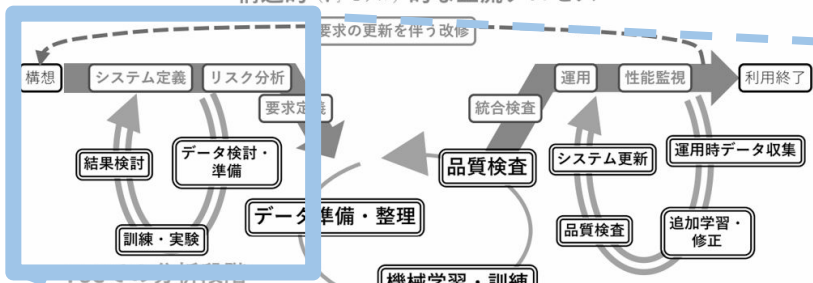 要求の更新を伴う改修
構想
システム定義
リスク分析
運用
性能監視
利用終了
要求定義
統合検査
結果検討
データ検討・
準備
品質検査
システム更新
運用時データ収集
データ準備・整理
訓練・実験
品質検査
追加学習・
修正
機械学習・訓練